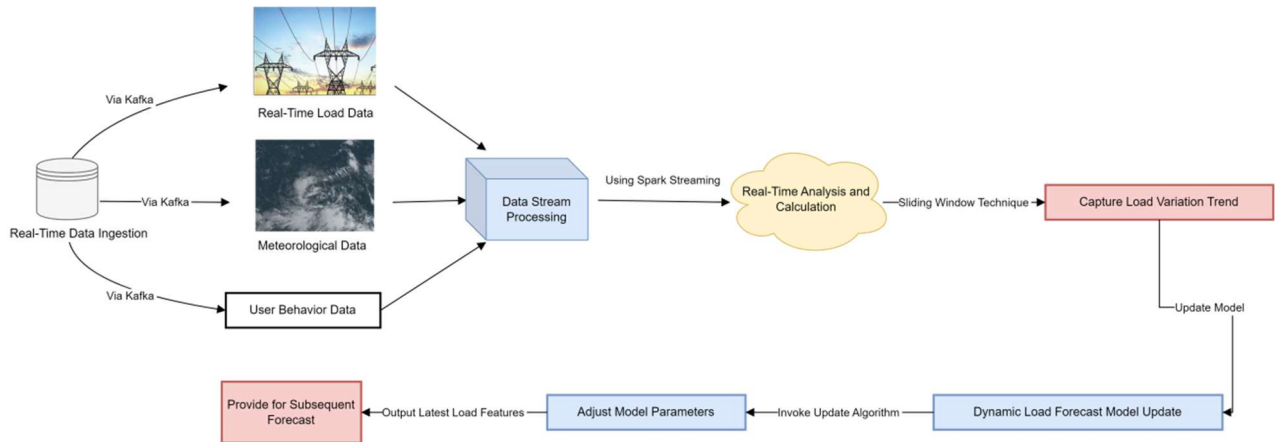 Via Kafka
Real-Time Load Data
Real-Time Data Ingestion
Via Kafka
Meteorological Data
Via Kafka
User Behavior Data
Data Stream
Processing
Using Spark Streaming
Real-Time Analysis and
Calculation
Sliding Window Technique
Capture Load Variation Trend
Update Model
Dynamic Load Forecast Model Update
Invoke Update Algorithm
Adjust Model Parameters
Output Latest Load Features
Provide for Subsequent
Forecast